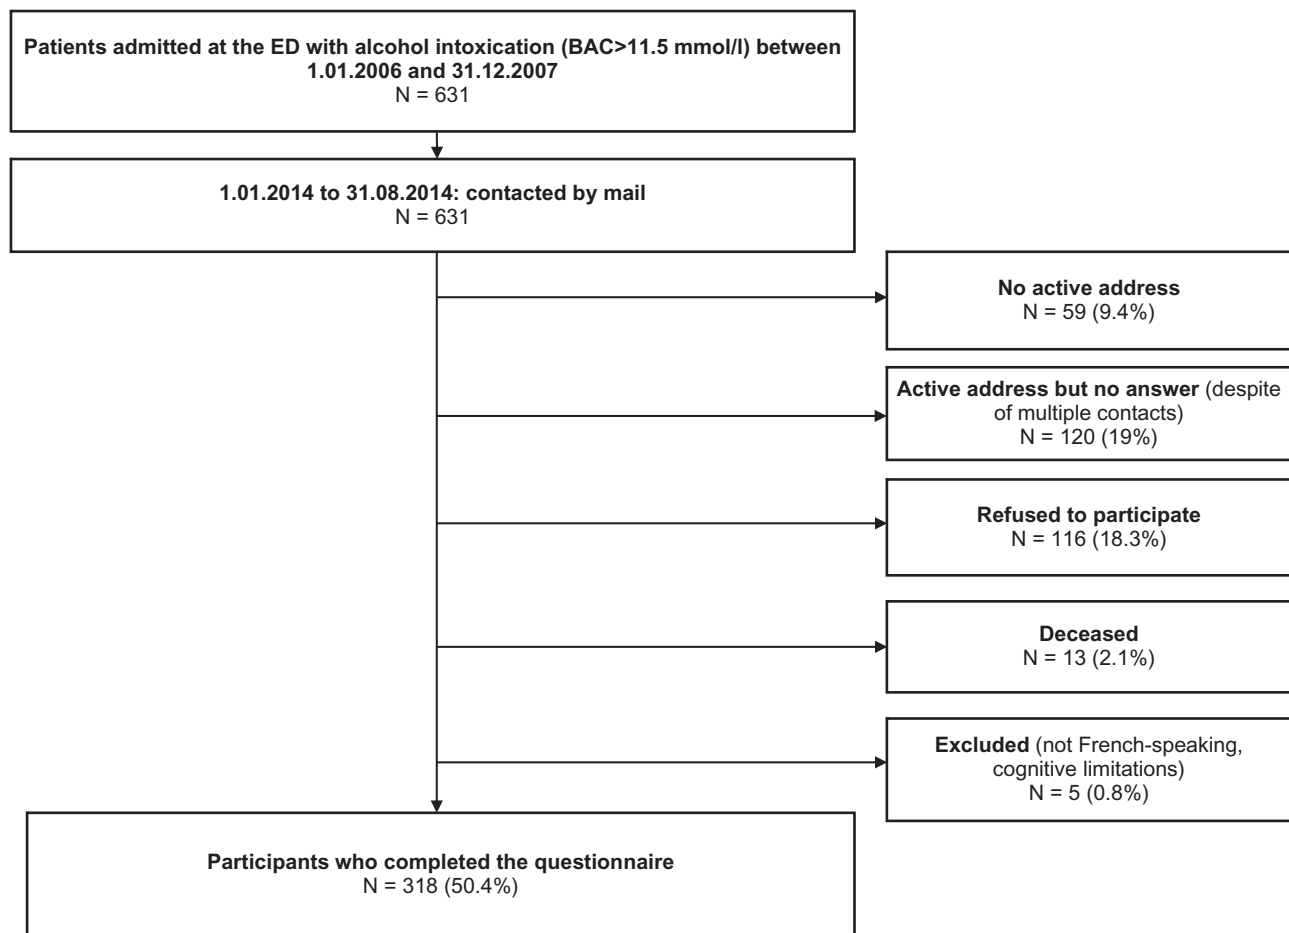 Patients admitted at the ED with alcohol intoxication (BAC>11.5 mmol/l) between
1.01.2006 and 31.12.2007
N = 631
1.01.2014 to 31.08.2014: contacted by mail
N = 631
No active address
N = 59 (9.4%)
Active address but no answer (despite
of multiple contacts)
N = 120 (19%)
Refused to participate
N = 116 (18.3%)
Deceased
N = 13 (2.1%)
Excluded (not French-speaking,
cognitive limitations)
N = 5 (0.8%)
Participants who completed the questionnaire
N = 318 (50.4%)